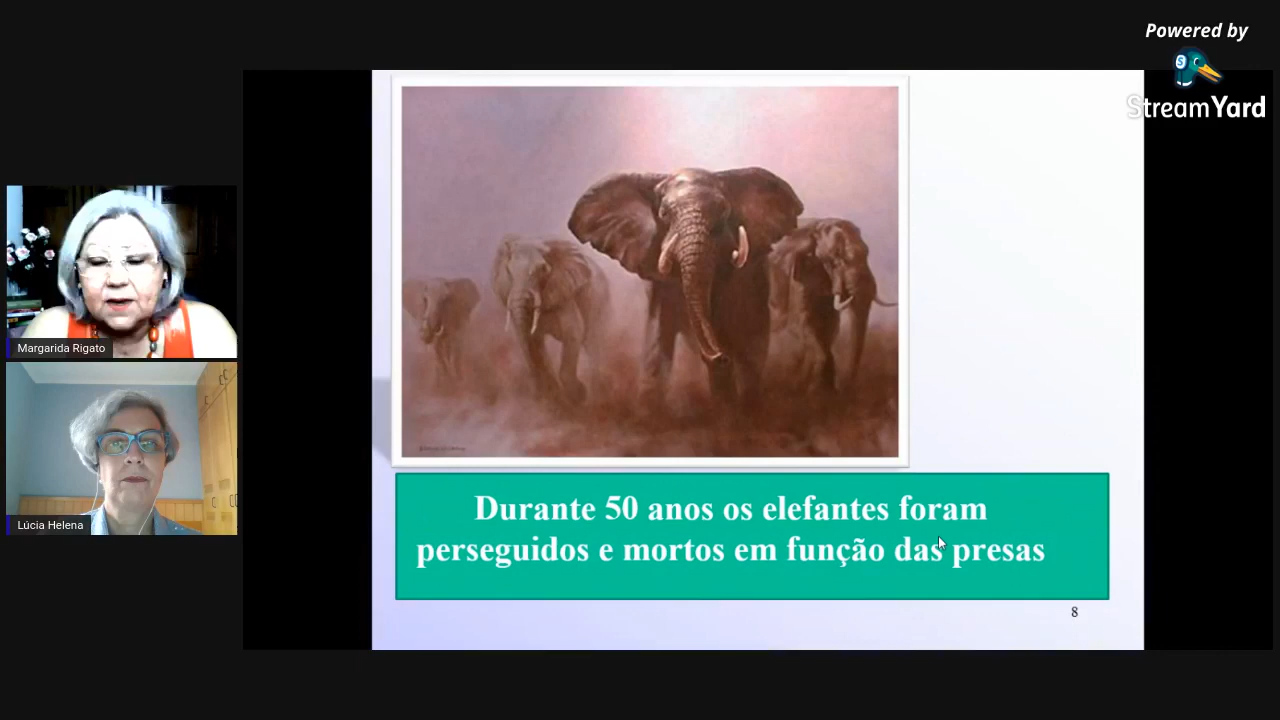 Powered by
StreamYard
Margarida Rigato
Lúcia Helena
Durante 50 anos os elefantes foram
perseguidos e mortos em função das presas
8